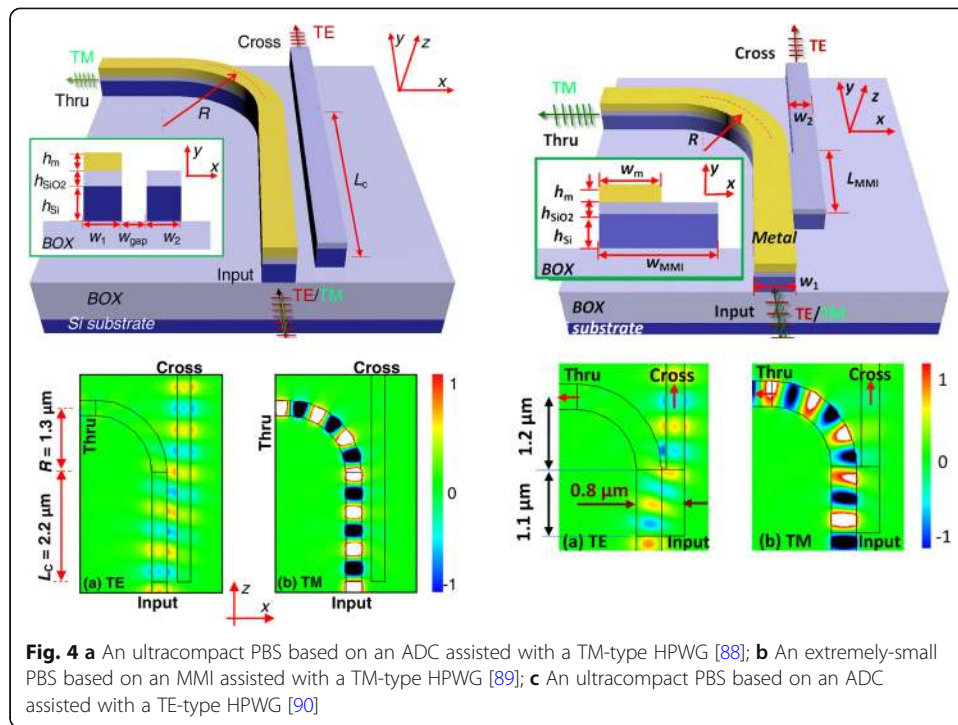 Cross
TE
TM
Thru
y
z
x
R
Lc
y
x
hm
hSiO2
hSi
BOX
w1
wgap
w2
Input
TE/TM
BOX
Si substrate
Cross
TE
TM
Thru
y
z
x
w2
R
LMMI
wm
y
x
hm
hSiO2
hSi
BOX
wMMI
Metal
w1
Input
TE/TM
BOX
substrate
Cross
Thru
R = 1.3 μm
LC = 2.2 μm
(a) TE
Input
Cross
Thru
(b) TM
1
0
-1
z
x
Thru
Cross
1.2 μm
0.8 μm
1.1 μm
(a) TE
Input
Thru
Cross
(b) TM
Input
1
0
-1
Fig. 4 a An ultracompact PBS based on an ADC assisted with a TM-type HPWG [88]; b An extremely-small
PBS based on an MMI assisted with a TM-type HPWG [89]; c An ultracompact PBS based on an ADC
assisted with a TE-type HPWG [90]